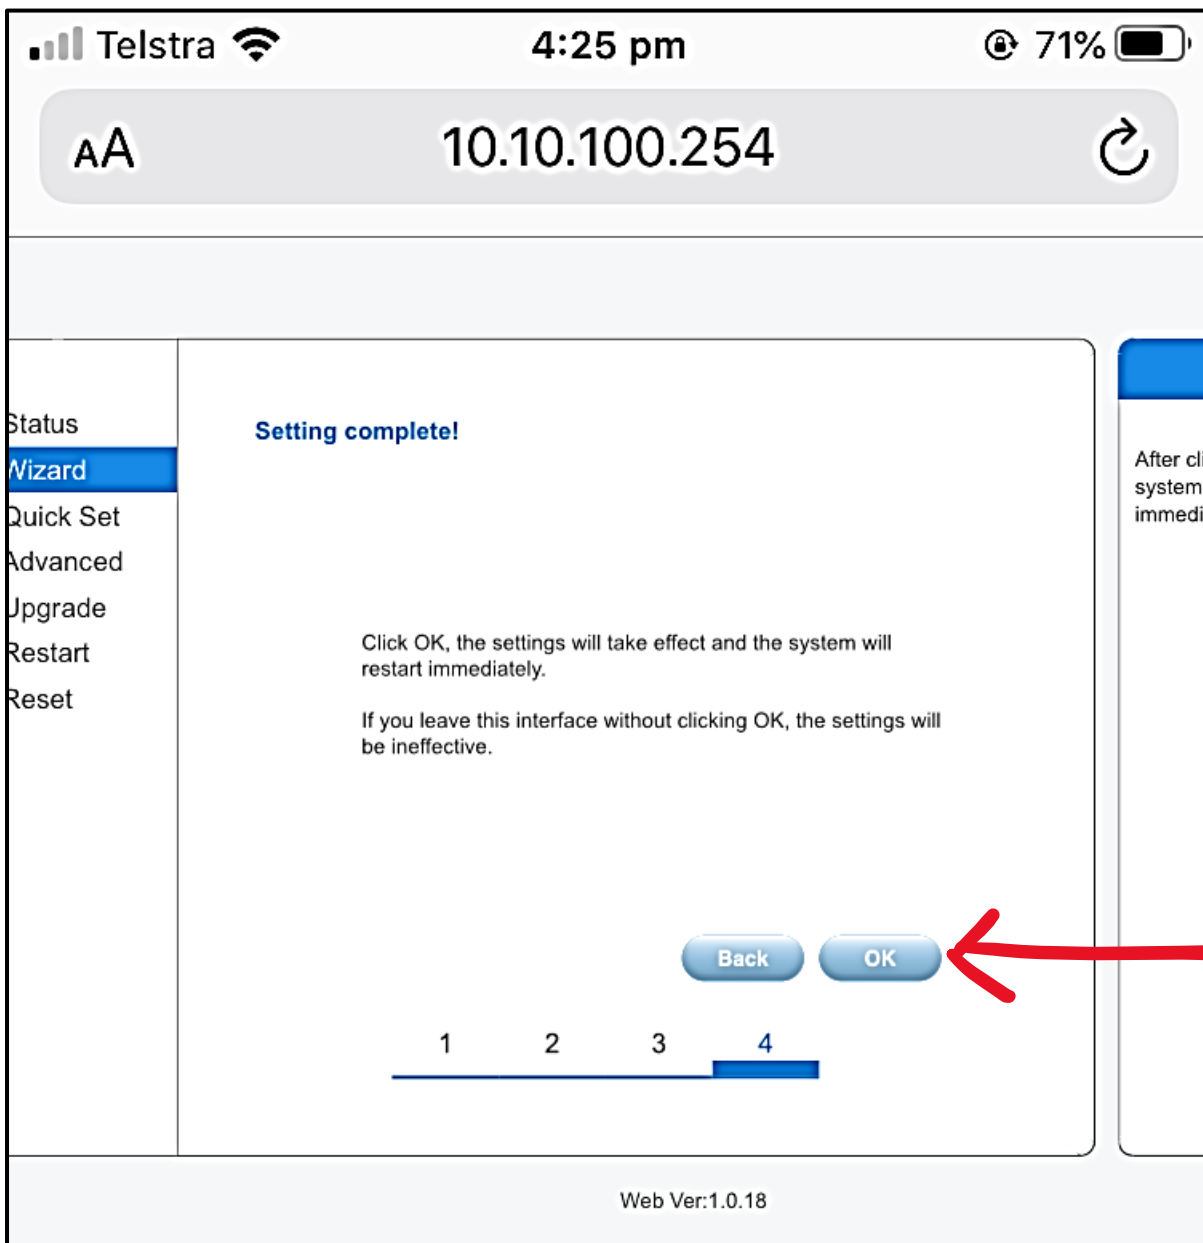 Telstra 4:25 pm 71%
AA 10.10.100.254
Status
Wizard
Quick Set
Advanced
Upgrade
Restart
Reset
Setting complete!
Click OK, the settings will take effect and the system will
restart immediately.
If you leave this interface without clicking OK, the settings will
be ineffective.
Back OK
1 2 3 4
After cli
system
immedi
Web Ver:1.0.18